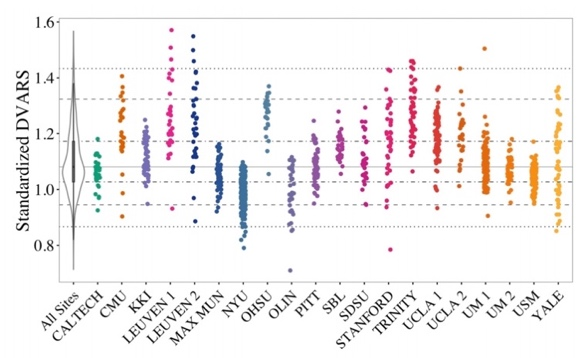 Standardized DVARS
1.6
1.4
1.2
1.0
0.8
All Sites
CALTECH
CMU
KKI
LEUVEN 1
LEUVEN 2
MAX MUN
NYU
OHSU
OLIN
PITT
SBL
SDSU
STANFORD
TRINITY
UCLA 1
UCLA 2
UM 1
UM 2
USM
YALE